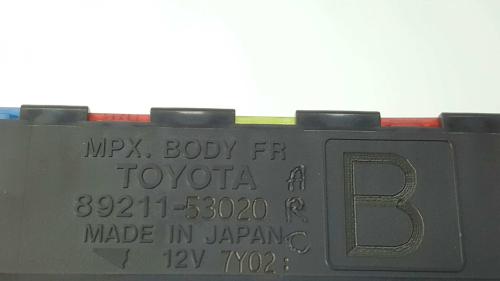 MPX. BODY FR
TOYOTA A
89211-53020 R
MADE IN JAPAN C
12V 7Y02:
B